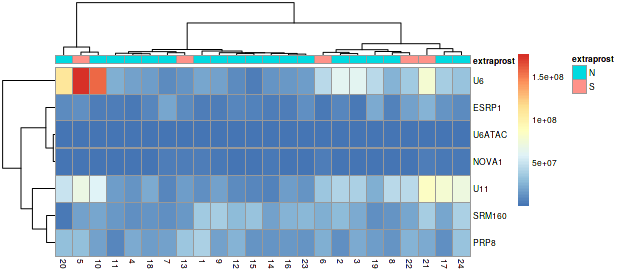 extraprost
U6
ESRP1
U6ATAC
NOVA1
U11
SRM160
PRP8
20 5 10 11 4 18 7 13 1 9 12 15 14 16 23 6 2 3 19 8 22 21 17 24
1.5e+08
1e+08
5e+07
extraprost
N
S